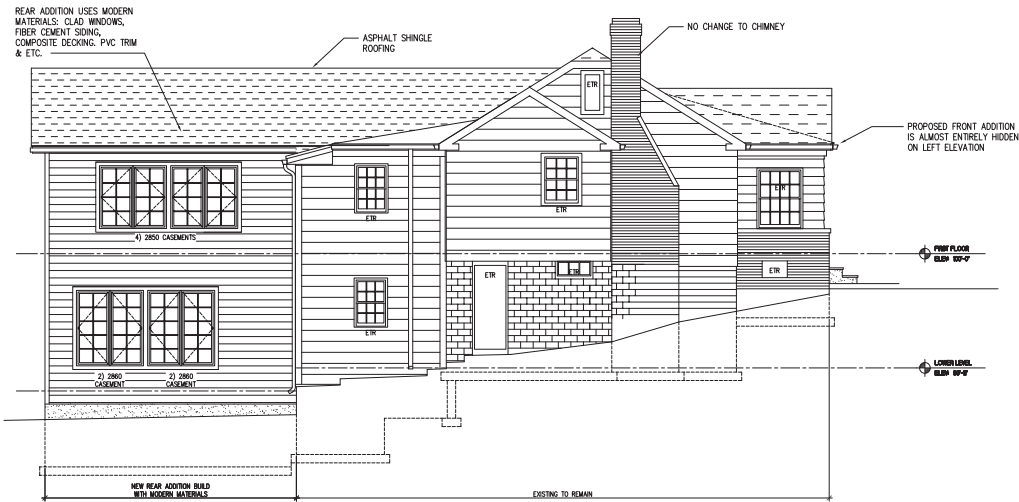 REAR ADDITION USES MODERN
MATERIALS: CLAD WINDOWS,
FIBER CEMENT SIDING,
COMPOSITE DECKING. PVC TRIM
& ETC.
ASPHALT SHINGLE
ROOFING
NO CHANGE TO CHIMNEY
PROPOSED FRONT ADDITION
IS ALMOST ENTIRELY HIDDEN
ON LEFT ELEVATION
ETR
ETR
ETR
ETR
4) 2850 CASEMENTS
FIRST FLOOR
ELEV: 100'-0"
ETR
ETR
ETR
ETR
2) 2860
CASEMENT
2) 2860
CASEMENT
LOWER LEVEL
NEW REAR ADDITION BUILD
WITH MODERN MATERIALS
EXISTING TO REMAIN